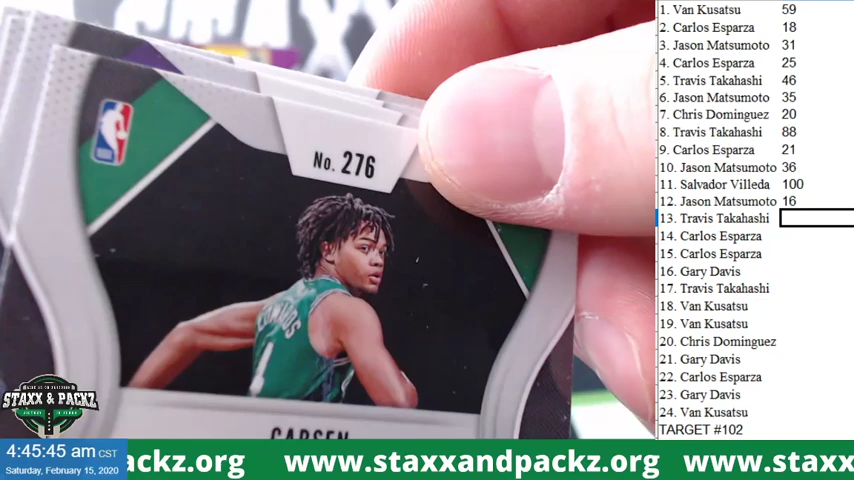 1. Van Kusatsu 59
2. Carlos Esparza 18
3. Jason Matsumoto 31
4. Carlos Esparza 25
5. Travis Takahashi 46
6. Jason Matsumoto 35
7. Chris Dominguez 20
8. Travis Takahashi 88
9. Carlos Esparza 21
10. Jason Matsumoto 36
11. Salvador Villeda 100
12. Jason Matsumoto 16
13. Travis Takahashi
14. Carlos Esparza
15. Carlos Esparza
16. Gary Davis
17. Travis Takahashi
18. Van Kusatsu
19. Van Kusatsu
20. Chris Dominguez
21. Gary Davis
22. Carlos Esparza
23. Gary Davis
24. Van Kusatsu
TARGET #102
NBA
No. 276
CARSEN
STAXX & PACKZ
4:45:45 am CST
Saturday, February 15, 2020
ackz.org www.staxxandpackz.org www.staxx